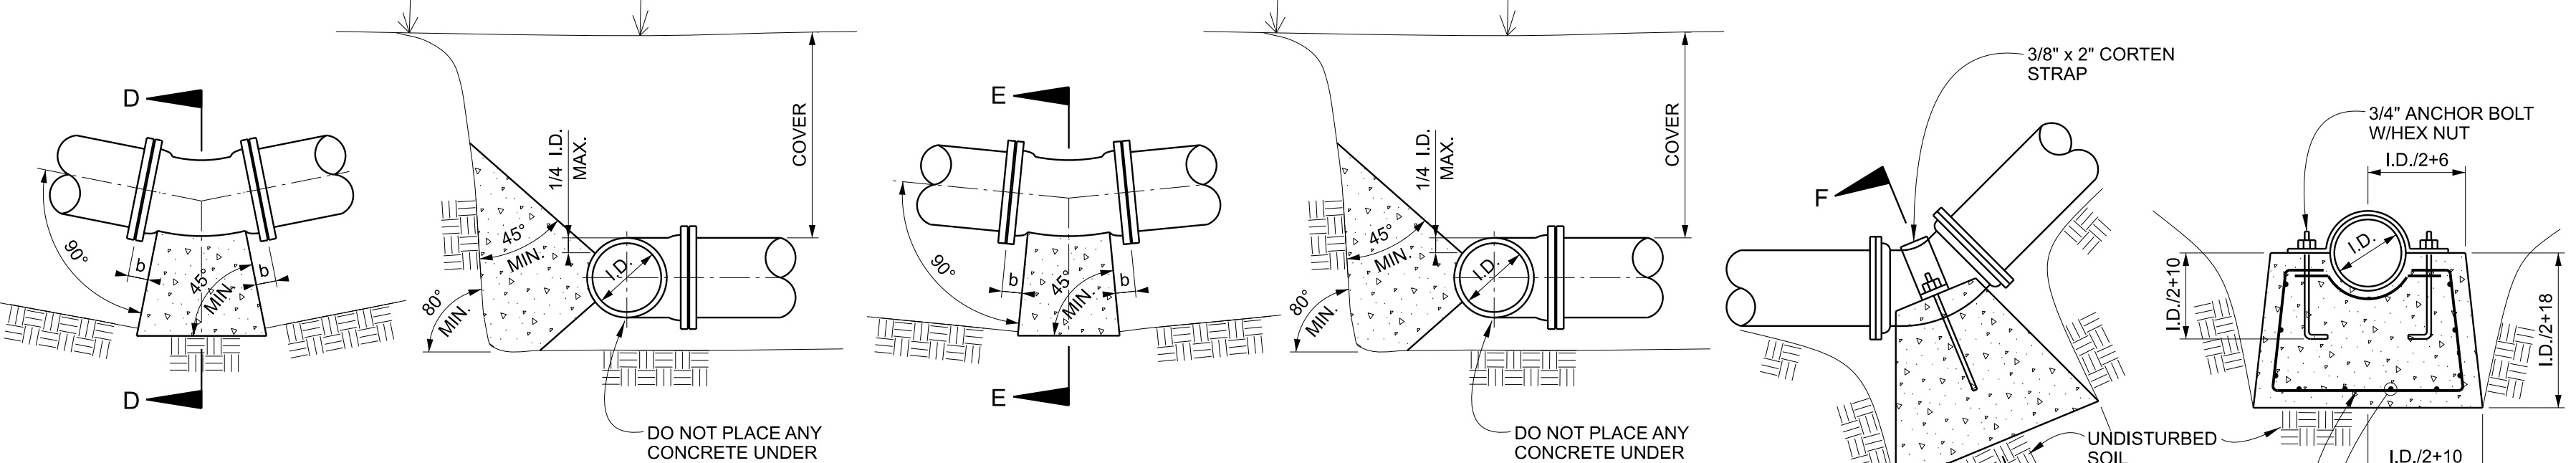 D
D
90°
b
b
45°
MIN.
COVER
1/4 I.D.
MAX.
45°
MIN.
I.D.
80°
MIN.
DO NOT PLACE ANY
CONCRETE UNDER
E
E
90°
b
b
45°
MIN.
COVER
1/4 I.D.
MAX.
45°
MIN.
I.D.
80°
MIN.
DO NOT PLACE ANY
CONCRETE UNDER
3/8" x 2" CORTEN
STRAP
F
3/4" ANCHOR BOLT
W/HEX NUT
I.D./2+6
I.D.
I.D./2+10
I.D./2+18
UNDISTURBED
SOIL
I.D./2+10